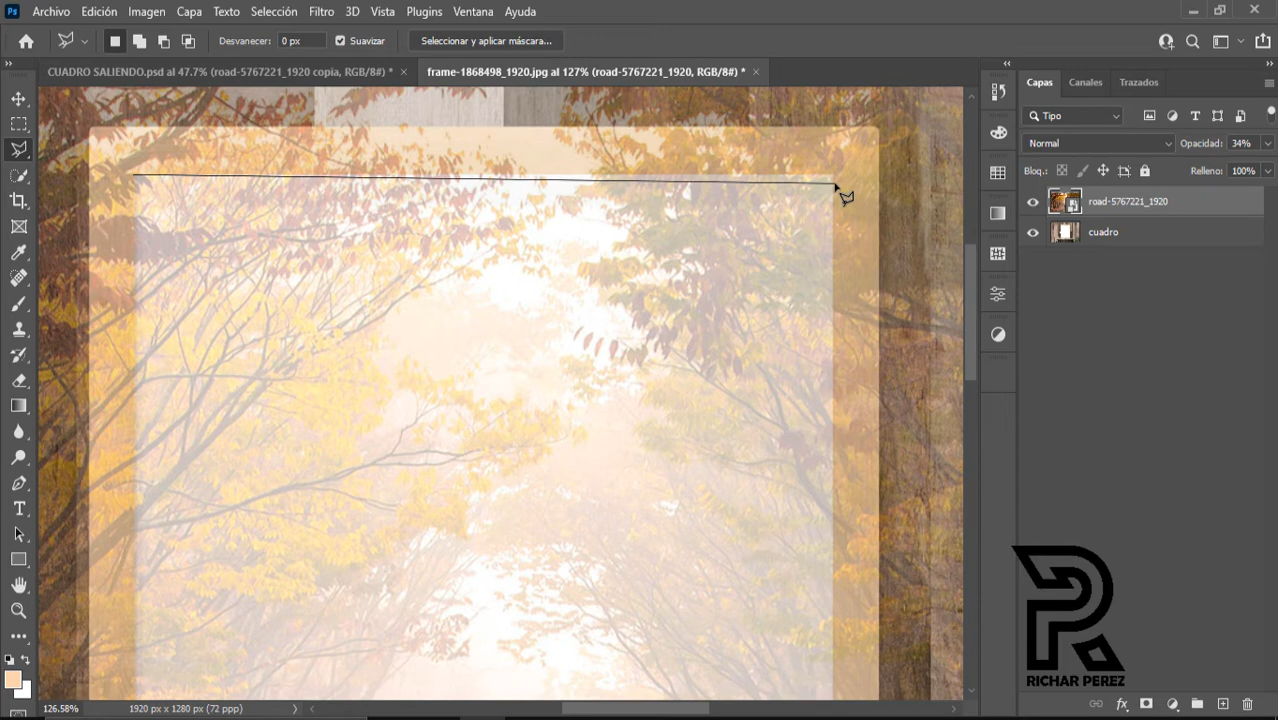 Ps Archivo Edición Imagen Capa Texto Selección Filtro 3D Vista Plugins Ventana Ayuda
Desvanecer: 0 px Suavizar Seleccionar y aplicar máscara...
CUADRO SALIENDO.psd al 47.7% (road-5767221_1920 copia, RGB/8#) * × frame-1868498_1920.jpg al 127% (road-5767221_1920, RGB/8#) * ×
Capas Canales Trazados
Tipo
Normal Opacidad: 34%
Bloq.: Relleno: 100%
road-5767221_1920
cuadro
T
R
RICHAR PEREZ
126.58% 1920 px x 1280 px (72 ppp)
fx